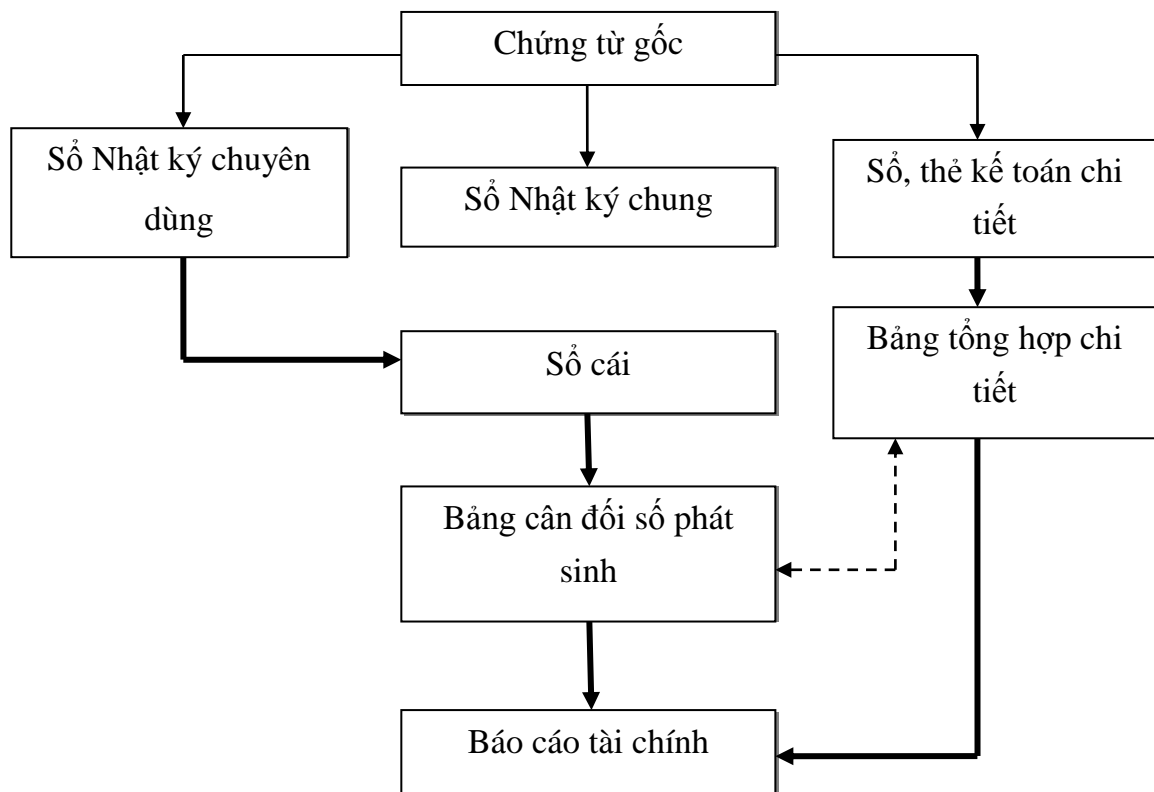 Chứng từ gốc
Sổ Nhật ký chuyên
dùng
Sổ Nhật ký chung
Sổ, thẻ kế toán chi
tiết
Sổ cái
Bảng tổng hợp chi
tiết
Bảng cân đối số phát
sinh
Báo cáo tài chính